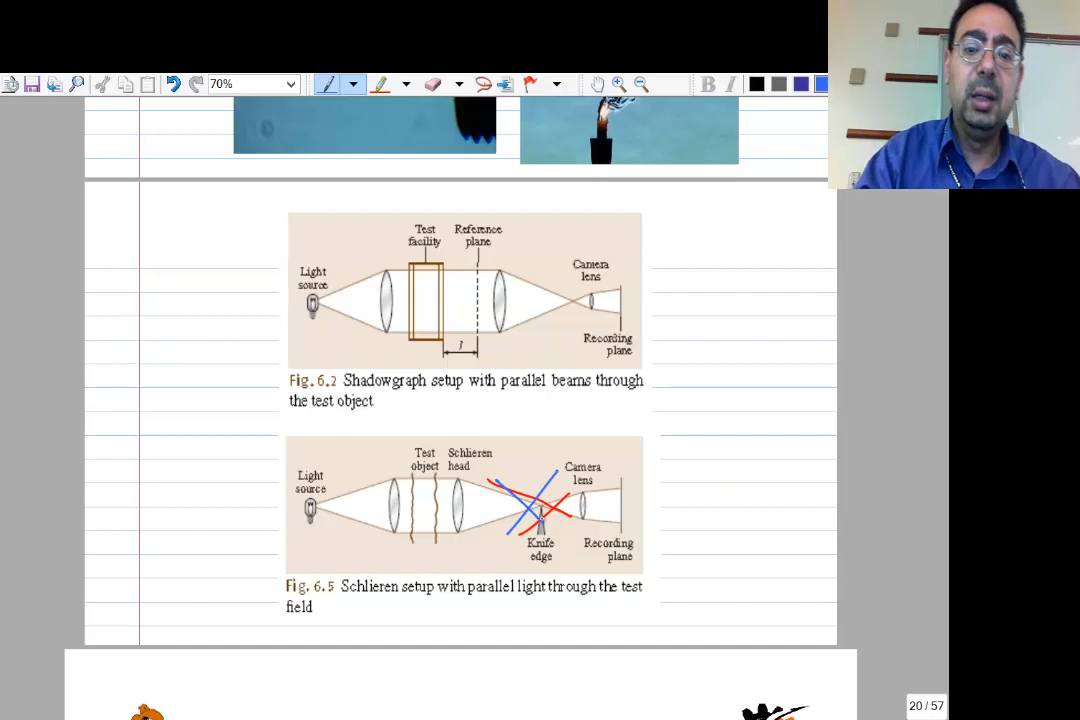 70%
B I
Test
facility
Reference
plane
Light
source
Camera
lens
l
Recording
plane
Fig. 6.2 Shadowgraph setup with parallel beams through
the test object
Test
object
Schlieren
head
Light
source
Camera
lens
Knife
edge
Recording
plane
Fig. 6.5 Schlieren setup with parallel light through the test
field
20 / 57